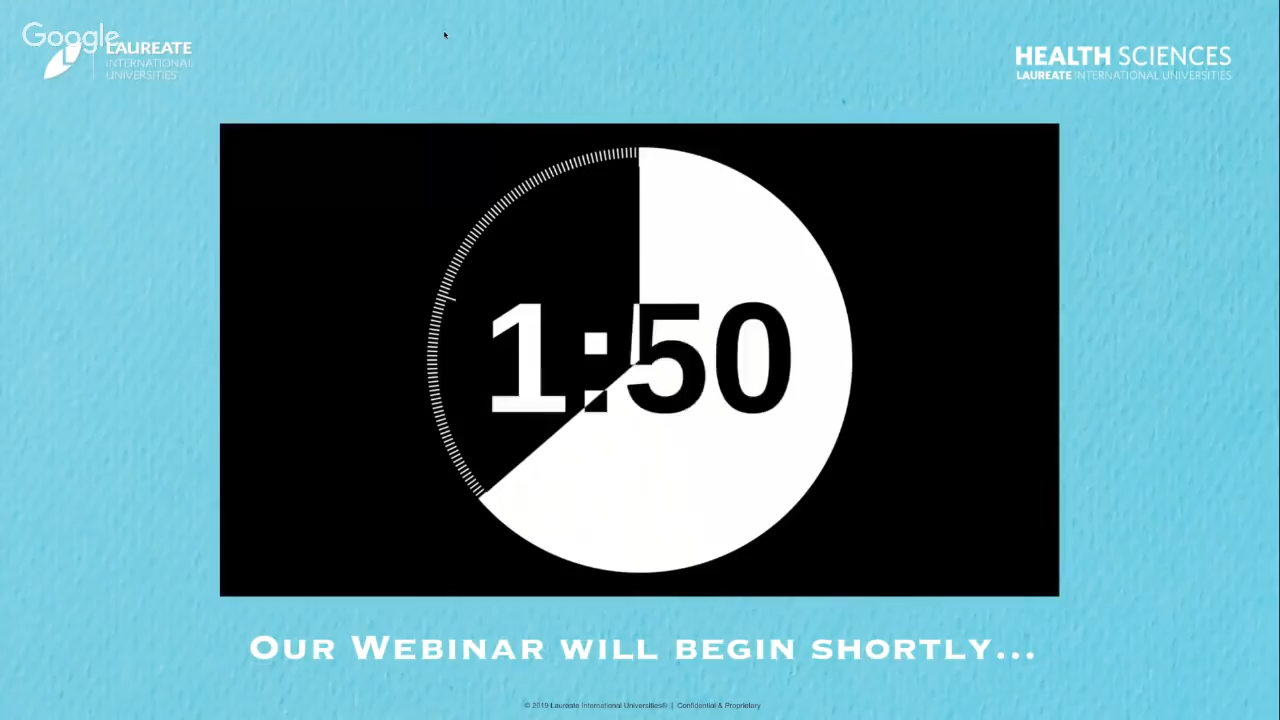 Google
LAUREATE
INTERNATIONAL
UNIVERSITIES
HEALTH SCIENCES
LAUREATE INTERNATIONAL UNIVERSITIES
1:50
OUR WEBINAR WILL BEGIN SHORTLY...
© 2019 Laureate International Universities® | Confidential & Proprietary